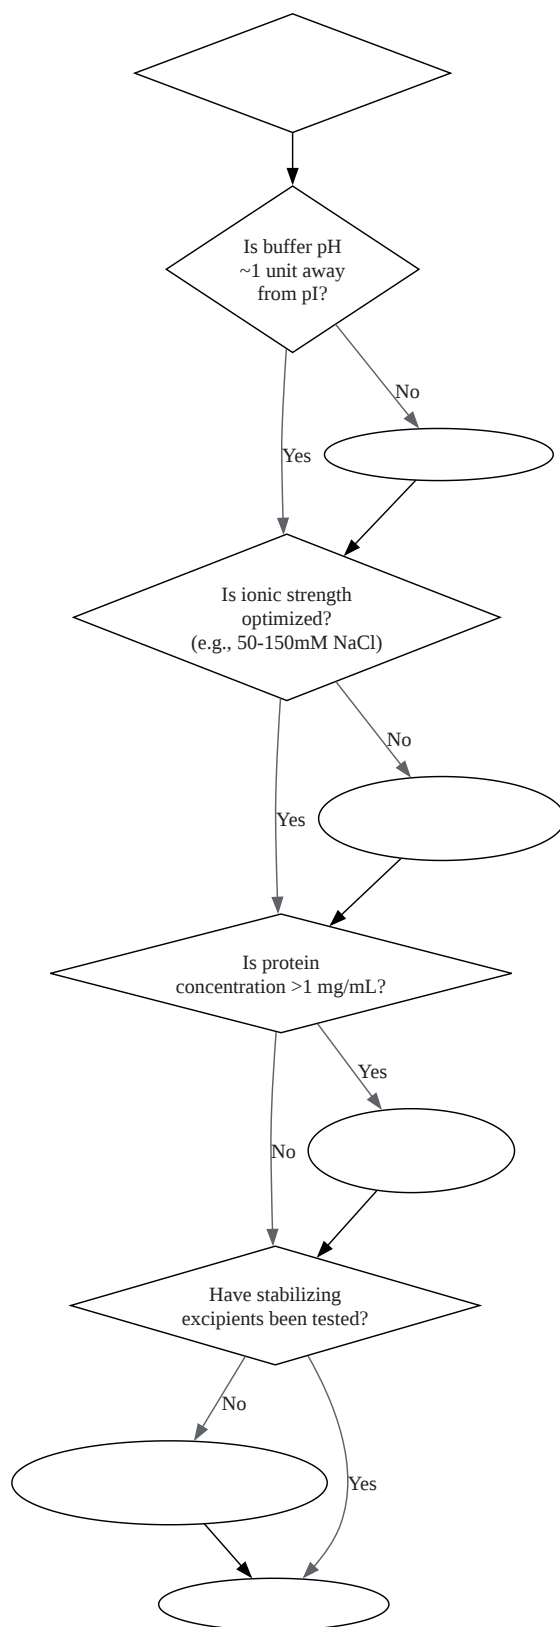 Is buffer pH
~1 unit away
from pI?
No
Yes
Is ionic strength
optimized?
(e.g., 50-150mM NaCl)
No
Yes
Is protein
concentration >1 mg/mL?
Yes
No
Have stabilizing
excipients been tested?
No
Yes